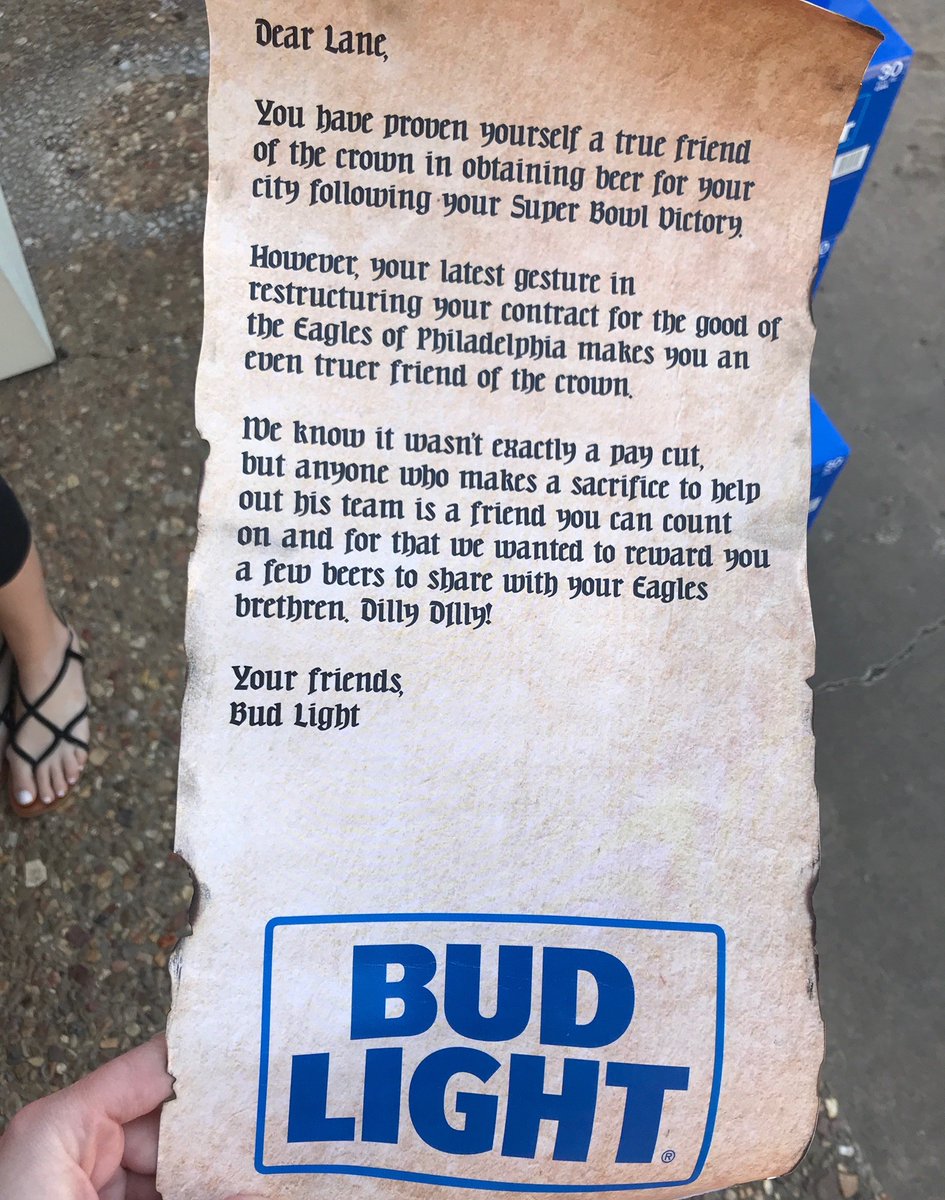 Dear Lane,
You have proven yourself a true friend
of the crown in obtaining beer for your
city following your Super Bowl Victory.
However, your latest gesture in
restructuring your contract for the good of
the Eagles of Philadelphia makes you an
even truer friend of the crown.
We know it wasn't exactly a pay cut,
but anyone who makes a sacrifice to help
out his team is a friend you can count
on and for that we wanted to reward you
a few beers to share with your Eagles
brethren. Dilly DIlly!
Your friends,
Bud Light
BUD
LIGHT
®
30